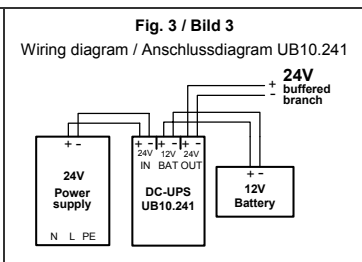 Fig. 3 / Bild 3
Wiring diagram / Anschlussdiagram UB10.241
24V
+ buffered
- branch
+ -
24V
Power
supply
N L PE
+ - + - + -
24V 12V 24V
IN BAT OUT
DC-UPS
UB10.241
+ -
12V
Battery